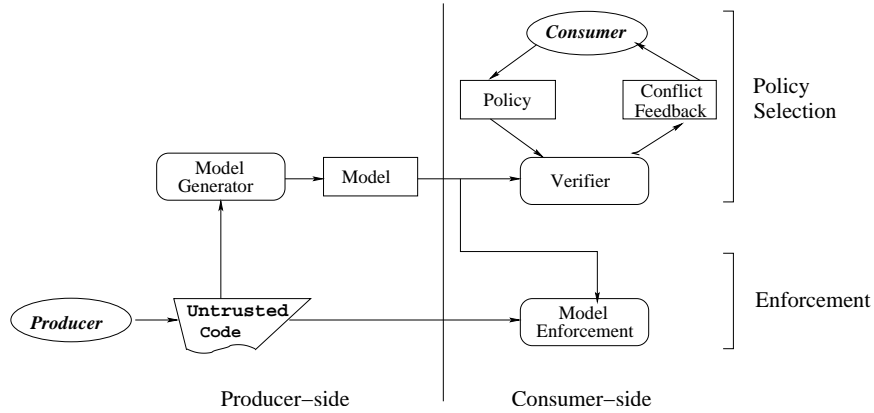 Consumer
Policy
Conflict
Feedback
Policy
Selection
Model
Generator
Model
Verifier
Producer
Untrusted
Code
Model
Enforcement
Enforcement
Producer−side
Consumer−side